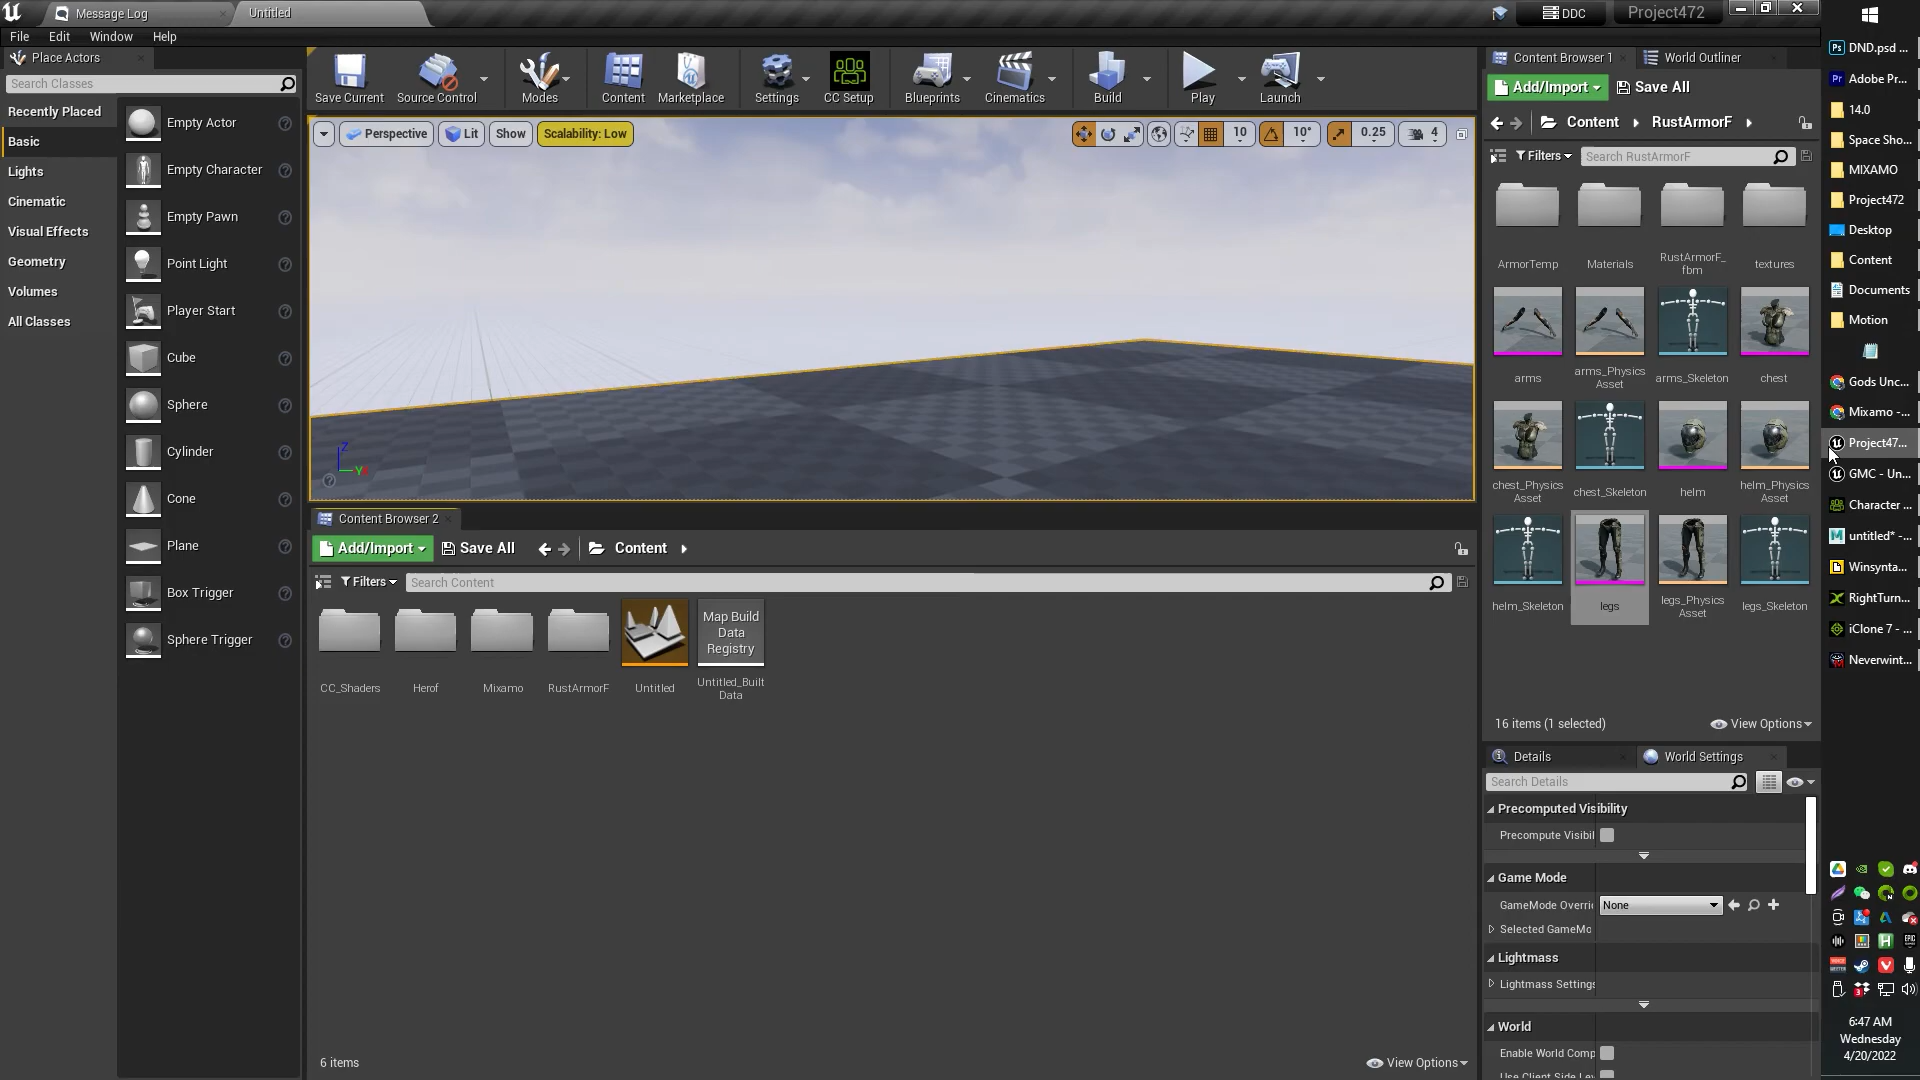 Message Log
Untitled
DDC
Project472
File Edit Window Help
Place Actors
Search Classes
Recently Placed
Basic
Lights
Cinematic
Visual Effects
Geometry
Volumes
All Classes
Empty Actor
Empty Character
Empty Pawn
Point Light
Player Start
Cube
Sphere
Cylinder
Cone
Plane
Box Trigger
Sphere Trigger
Save Current
Source Control
Modes
Content
Marketplace
Settings
CC Setup
Blueprints
Cinematics
Build
Play
Launch
Perspective
Lit
Show
Scalability: Low
10
10°
0.25
4
Z
Y
Content Browser 2
Add/Import
Save All
Content
Filters
Search Content
CC_Shaders
Herof
Mixamo
RustArmorF
Untitled
Map Build
Data
Registry
Untitled_Built
Data
6 items
View Options
Content Browser 1
World Outliner
Add/Import
Save All
Content
RustArmorF
Filters
Search RustArmorF
ArmorTemp
Materials
RustArmorF_
fbm
textures
arms
arms_Physics
Asset
arms_Skeleton
chest
chest_Physics
Asset
chest_Skeleton
helm
helm_Physics
Asset
helm_Skeleton
legs
legs_Physics
Asset
legs_Skeleton
16 items (1 selected)
View Options
Details
World Settings
Search Details
Precomputed Visibility
Precompute Visibil
Game Mode
GameMode Overri
None
Selected GameMo
Lightmass
Lightmass Settings
World
Enable World Comp
Use Client Side Lev
DND.psd ...
Adobe Pr...
14.0
Space Sho...
MIXAMO
Project472
Desktop
Content
Documents
Motion
Gods Unc...
Mixamo -...
Project47...
GMC - Un...
Character ...
untitled* -...
Winsynta...
RightTurn...
iClone 7 - ...
Neverwint...
6:47 AM
Wednesday
4/20/2022